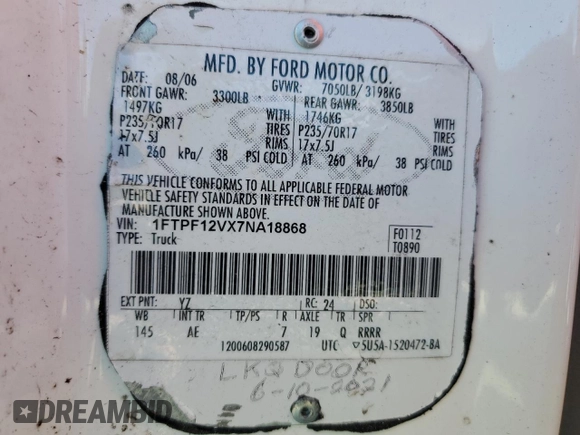 MFD. BY FORD MOTOR CO.
DATE: 08/06 GVWR: 7050LB/ 3198KG
FRONT GAWR: 3300LB REAR GAWR: 3850LB
1497KG WITH 1746KG WITH
P235/70R17 TIRES P235/70R17 TIRES
17x7.5J RIMS 17x7.5J RIMS
AT 260 kPa/ 38 PSI COLD AT 260 kPa/ 38 PSI COLD
THIS VEHICLE CONFORMS TO ALL APPLICABLE FEDERAL MOTOR
VEHICLE SAFETY STANDARDS IN EFFECT ON THE DATE OF
MANUFACTURE SHOWN ABOVE.
VIN: 1FTPF12VX7NA18868 F0112
TYPE: Truck T0890
EXT PNT: YZ RC: 24 DSO:
WB INT TR TP/PS R AXLE TR SPR
145 AE 7 19 Q RRRR
1200608290587 UTC ▽5U5A-1520472-BA
LKQ DOOR
6-10-2021
Ford
DREAMBID